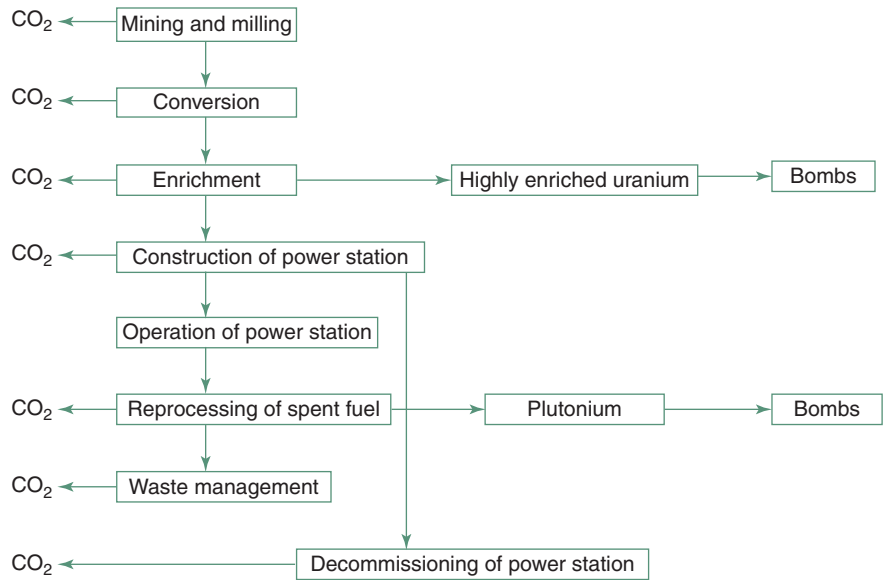 CO₂ Mining and milling
CO₂ Conversion
CO₂ Enrichment Highly enriched uranium Bombs
CO₂ Construction of power station
Operation of power station
CO₂ Reprocessing of spent fuel Plutonium Bombs
CO₂ Waste management
CO₂ Decommissioning of power station